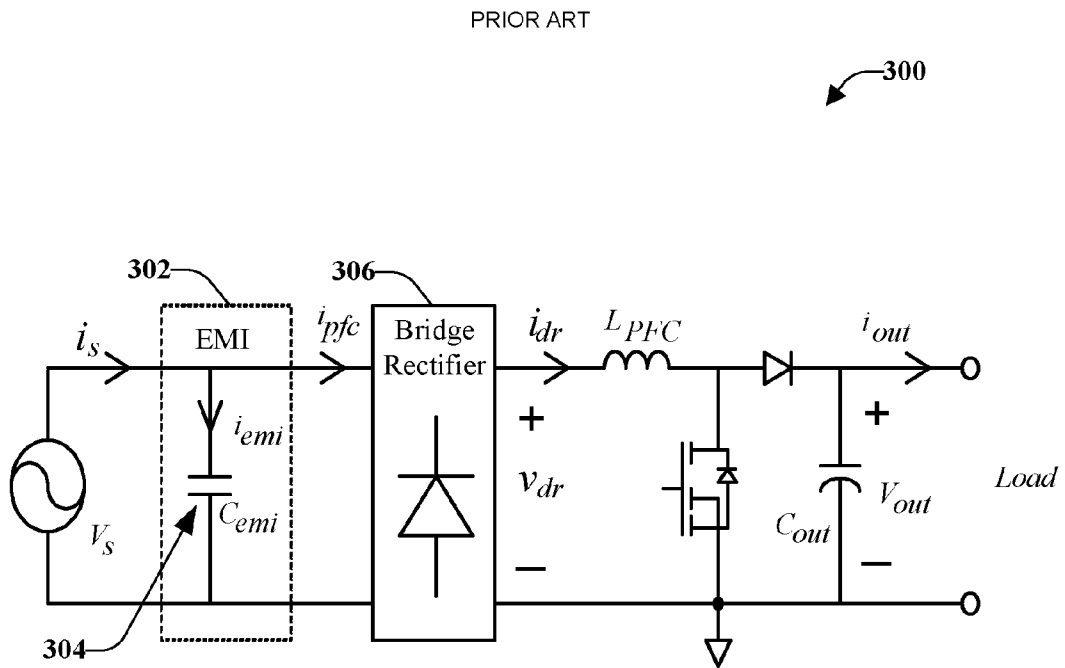 PRIOR ART
300
302
306
i_s
EMI
i_pfc
Bridge
Rectifier
i_dr
L_PFC
i_out
i_emi
C_emi
V_s
304
+
v_dr
−
+
V_out
C_out
−
Load